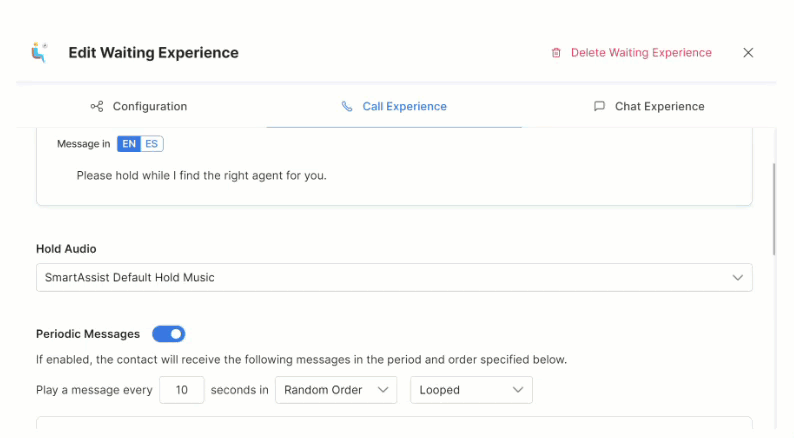 Edit Waiting Experience
Delete Waiting Experience
Configuration
Call Experience
Chat Experience
Message in EN ES
Please hold while I find the right agent for you.
Hold Audio
SmartAssist Default Hold Music
Periodic Messages
If enabled, the contact will receive the following messages in the period and order specified below.
Play a message every 10 seconds in Random Order Looped